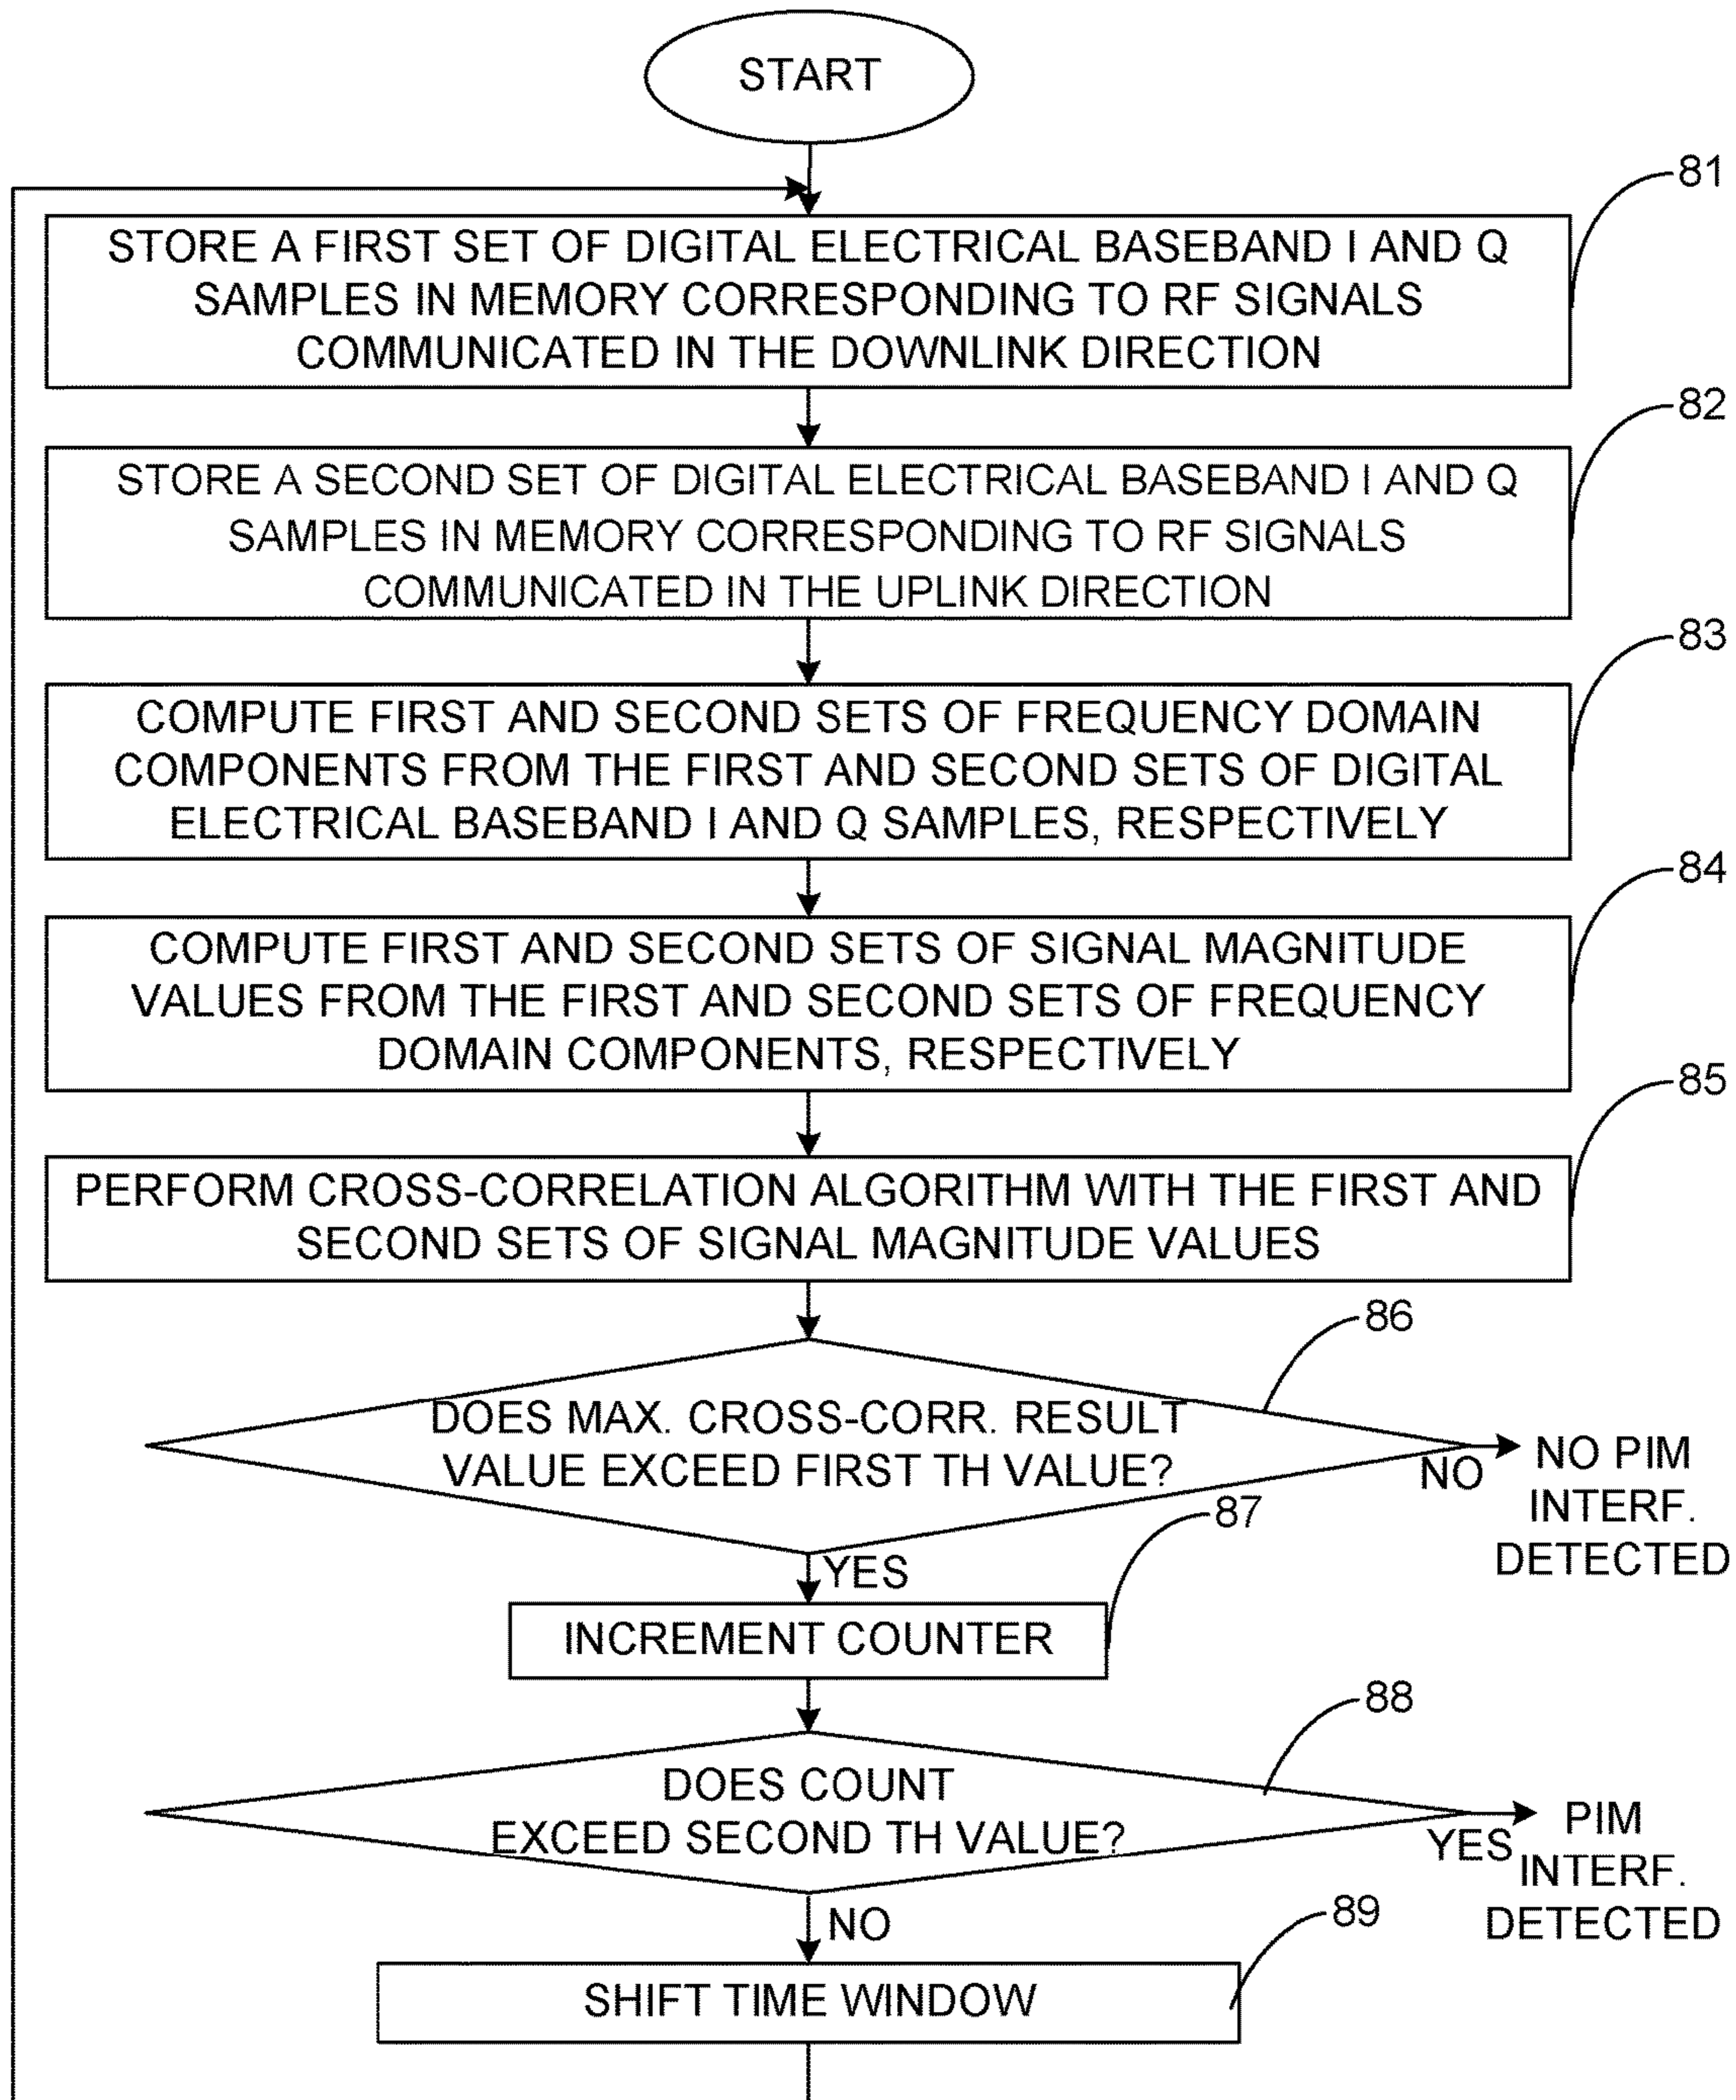 START
81
STORE A FIRST SET OF DIGITAL ELECTRICAL BASEBAND I AND Q
SAMPLES IN MEMORY CORRESPONDING TO RF SIGNALS
COMMUNICATED IN THE DOWNLINK DIRECTION
82
STORE A SECOND SET OF DIGITAL ELECTRICAL BASEBAND I AND Q
SAMPLES IN MEMORY CORRESPONDING TO RF SIGNALS
COMMUNICATED IN THE UPLINK DIRECTION
83
COMPUTE FIRST AND SECOND SETS OF FREQUENCY DOMAIN
COMPONENTS FROM THE FIRST AND SECOND SETS OF DIGITAL
ELECTRICAL BASEBAND I AND Q SAMPLES, RESPECTIVELY
84
COMPUTE FIRST AND SECOND SETS OF SIGNAL MAGNITUDE
VALUES FROM THE FIRST AND SECOND SETS OF FREQUENCY
DOMAIN COMPONENTS, RESPECTIVELY
85
PERFORM CROSS-CORRELATION ALGORITHM WITH THE FIRST AND
SECOND SETS OF SIGNAL MAGNITUDE VALUES
86
DOES MAX. CROSS-CORR. RESULT
VALUE EXCEED FIRST TH VALUE?
NO
NO PIM
INTERF.
DETECTED
YES
87
INCREMENT COUNTER
88
DOES COUNT
EXCEED SECOND TH VALUE?
YES
PIM
INTERF.
DETECTED
NO
89
SHIFT TIME WINDOW